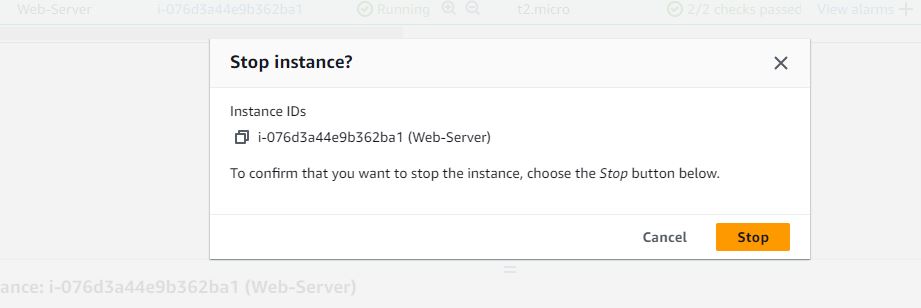 Web-Server i-076d3a44e9b362ba1 Running t2.micro 2/2 checks passed View alarms
Stop instance?
Instance IDs
i-076d3a44e9b362ba1 (Web-Server)
To confirm that you want to stop the instance, choose the Stop button below.
Cancel Stop
ance: i-076d3a44e9b362ba1 (Web-Server)